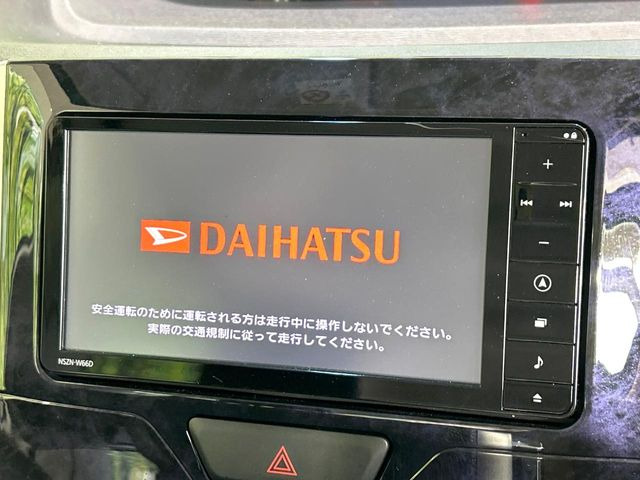 DAIHATSU
安全運転のために運転される方は走行中に操作しないでください。
実際の交通規制に従って走行してください。
NSZN-W66D